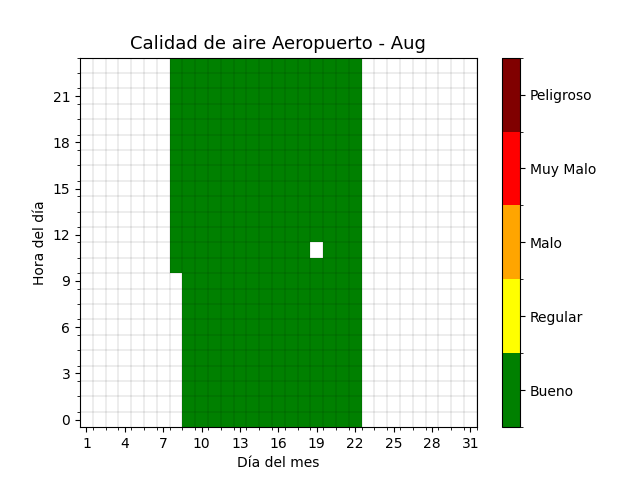 Calidad de aire Aeropuerto - Aug
Hora del día
21
18
15
12
9
6
3
0
1 4 7 10 13 16 19 22 25 28 31
Día del mes
Peligroso
Muy Malo
Malo
Regular
Bueno